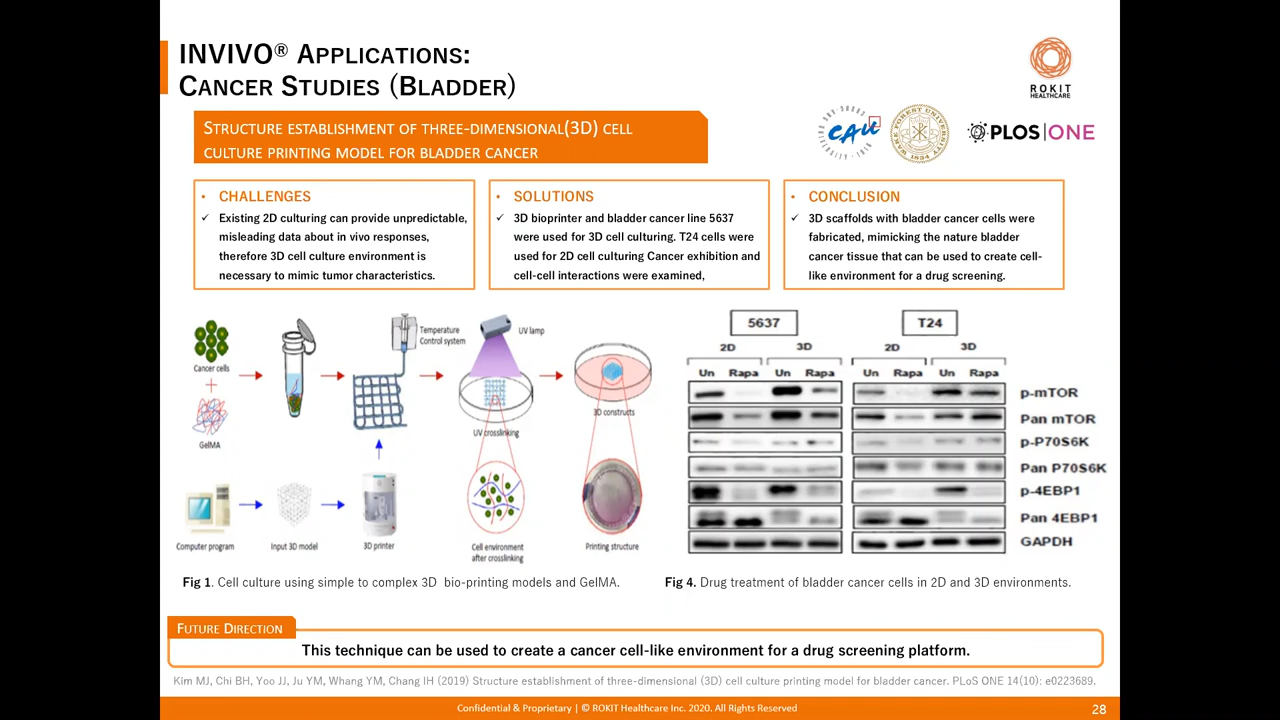 INVIVO® APPLICATIONS:
CANCER STUDIES (BLADDER)
ROKIT
HEALTHCARE
STRUCTURE ESTABLISHMENT OF THREE-DIMENSIONAL(3D) CELL
CULTURE PRINTING MODEL FOR BLADDER CANCER
CAU
PLOS|ONE
• CHALLENGES
✓ Existing 2D culturing can provide unpredictable,
misleading data about in vivo responses,
therefore 3D cell culture environment is
necessary to mimic tumor characteristics.
• SOLUTIONS
✓ 3D bioprinter and bladder cancer line 5637
were used for 3D cell culturing. T24 cells were
used for 2D cell culturing Cancer exhibition and
cell-cell interactions were examined,
• CONCLUSION
✓ 3D scaffolds with bladder cancer cells were
fabricated, mimicking the nature bladder
cancer tissue that can be used to create cell-
like environment for a drug screening.
Cancer cells
+
GelMA
Temperature
Control system
UV lamp
UV crosslinking
3D constructs
Computer program
Input 3D model
3D printer
Cell environment
after crosslinking
Printing structure
5637
T24
2D 3D 2D 3D
Un Rapa Un Rapa Un Rapa Un Rapa
p-mTOR
Pan mTOR
p-P70S6K
Pan P70S6K
p-4EBP1
Pan 4EBP1
GAPDH
Fig 1. Cell culture using simple to complex 3D bio-printing models and GelMA.
Fig 4. Drug treatment of bladder cancer cells in 2D and 3D environments.
FUTURE DIRECTION
This technique can be used to create a cancer cell-like environment for a drug screening platform.
Kim MJ, Chi BH, Yoo JJ, Ju YM, Whang YM, Chang IH (2019) Structure establishment of three-dimensional (3D) cell culture printing model for bladder cancer. PLoS ONE 14(10): e0223689.
Confidential & Proprietary | © ROKIT Healthcare Inc. 2020. All Rights Reserved
28